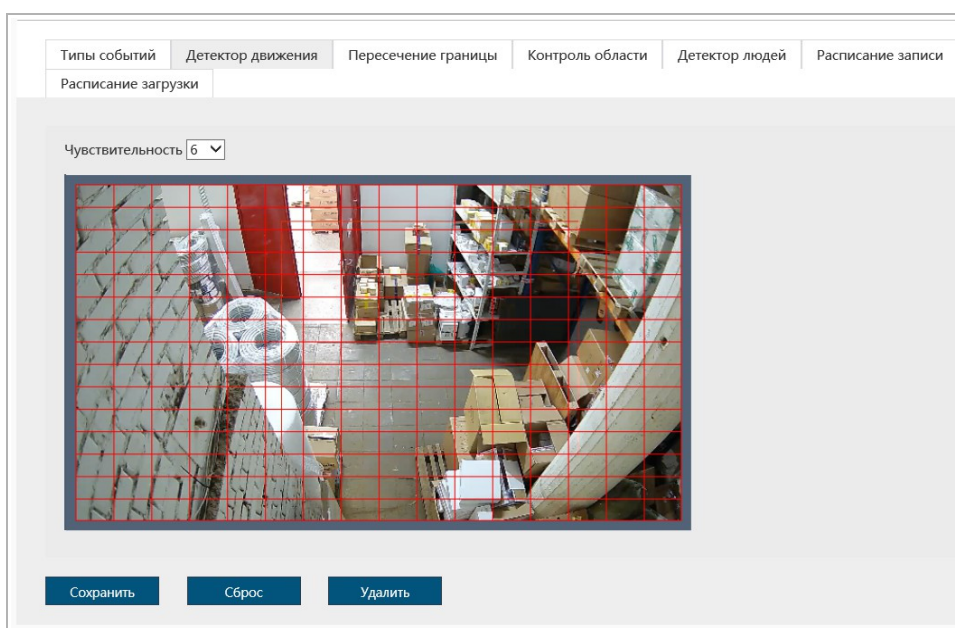 Типы событий Детектор движения Пересечение границы Контроль области Детектор людей Расписание записи
Расписание загрузки
Чувствительность 6
Сохранить Сброс Удалить